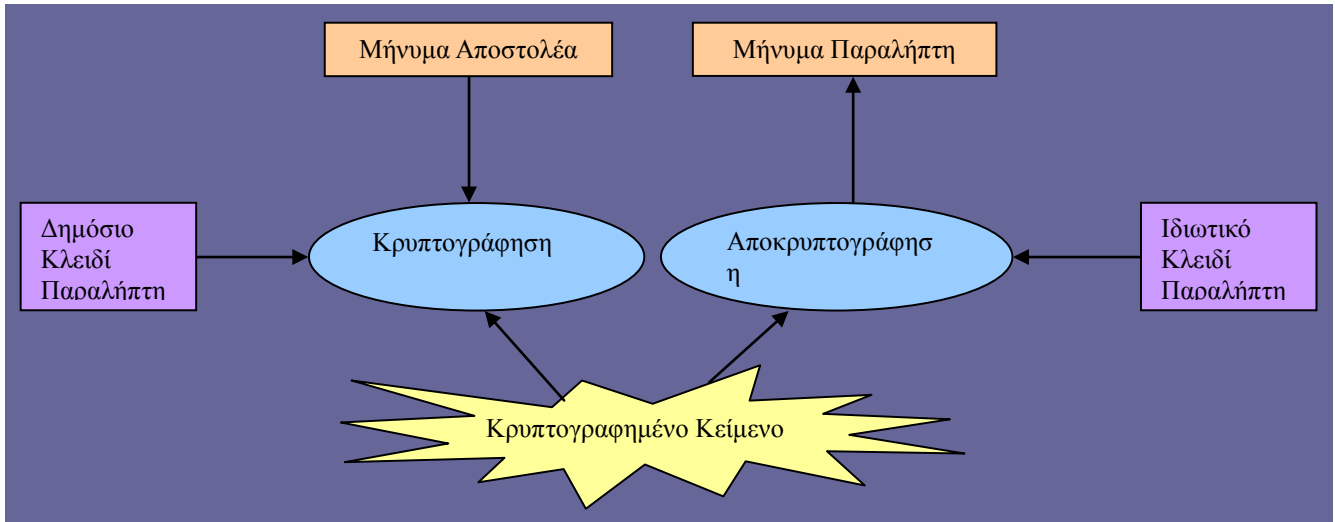 Μήνυμα Αποστολέα
Μήνυμα Παραλήπτη
Δημόσιο
Κλειδί
Παραλήπτη
Κρυπτογράφηση
Αποκρυπτογράφησ
η
Ιδιωτικό
Κλειδί
Παραλήπτη
Κρυπτογραφημένο Κείμενο